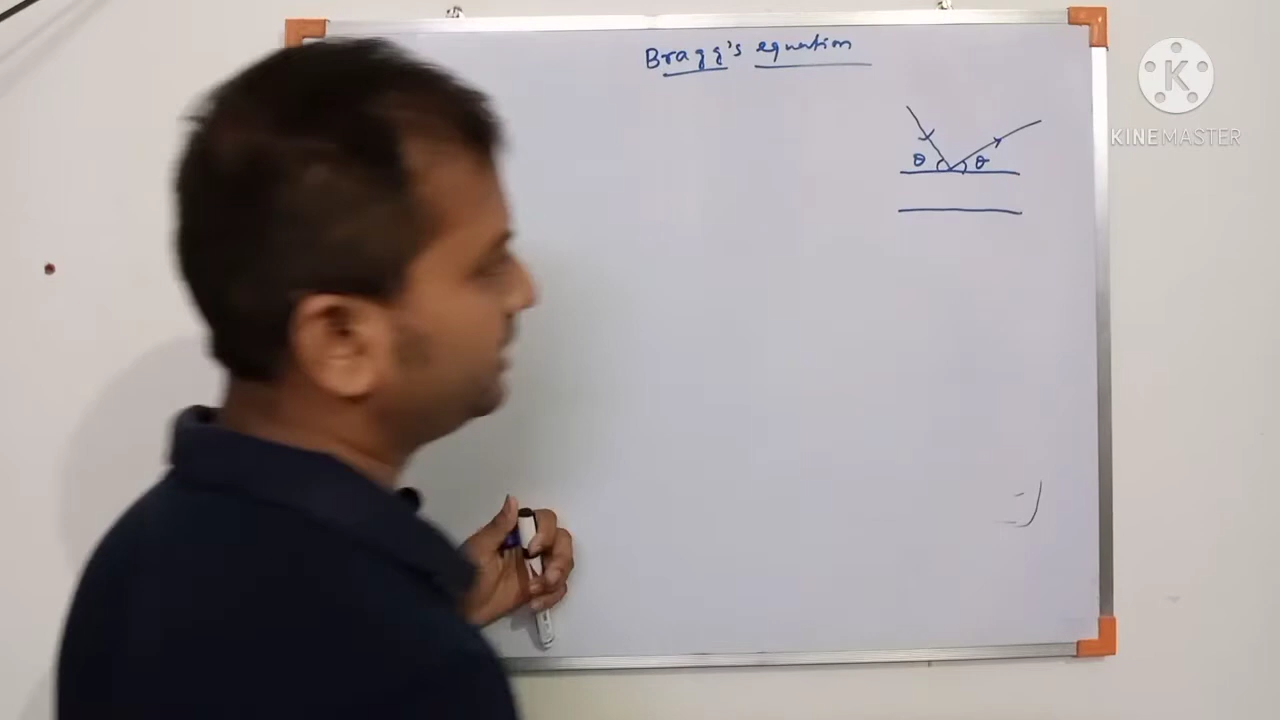 Bragg's equation
K
KINEMASTER
θ θ